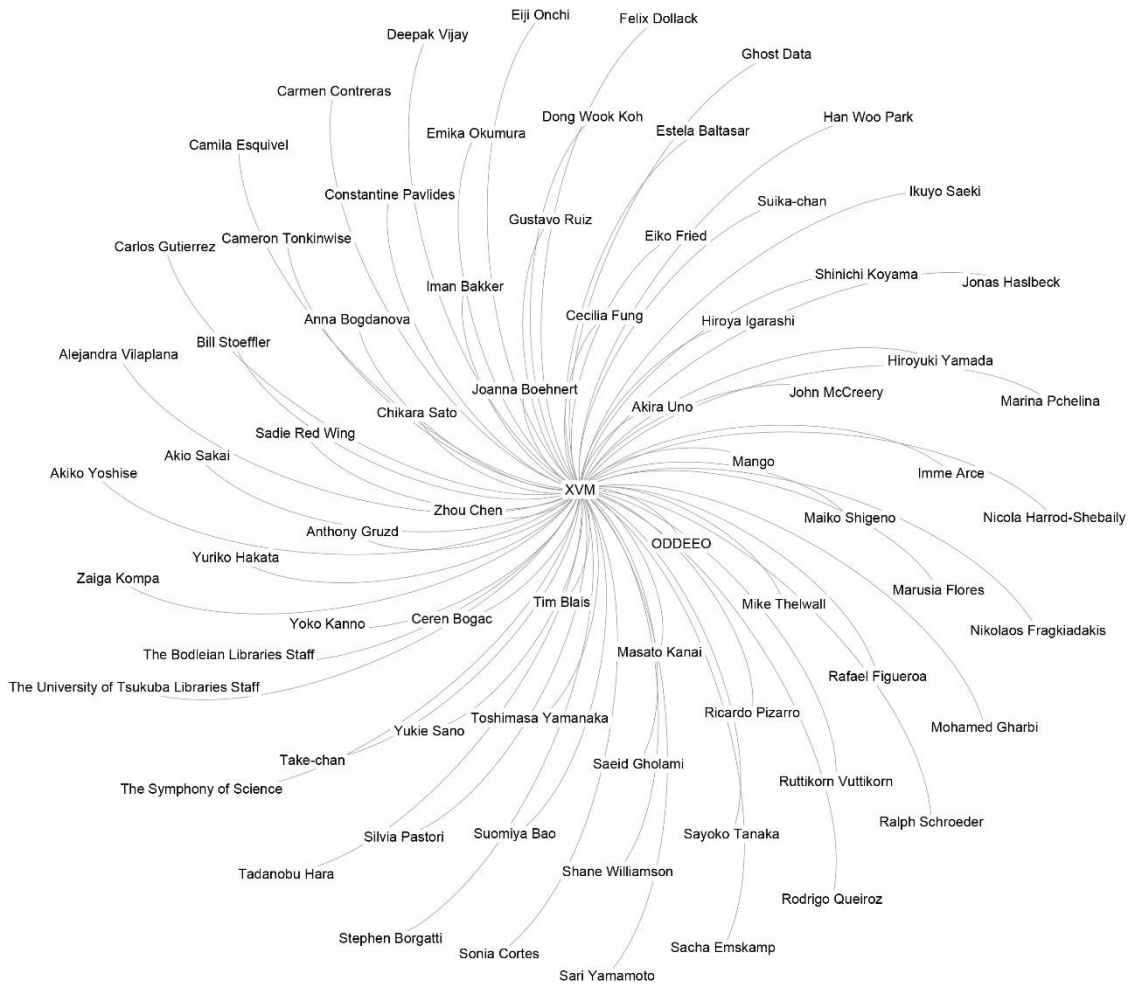 Eiji Onchi
Felix Dollack
Deepak Vijay
Ghost Data
Carmen Contreras
Dong Wook Koh
Han Woo Park
Emika Okumura
Estela Baltasar
Camila Esquivel
Ikuyo Saeki
Constantine Pavlides
Suika-chan
Gustavo Ruiz
Eiko Fried
Cameron Tonkinwise
Carlos Gutierrez
Shinichi Koyama
Jonas Haslbeck
Iman Bakker
Cecilia Fung
Anna Bogdanova
Hiroya Igarashi
Bill Stoeffler
Alejandra Vilaplana
Hiroyuki Yamada
Joanna Boehnert
John McCreery
Marina Pchelina
Akira Uno
Chikara Sato
Sadie Red Wing
Akio Sakai
Mango
Akiko Yoshise
Imme Arce
XVM
Zhou Chen
Nicola Harrod-Shebaily
Maiko Shigeno
Anthony Gruzd
ODDEEO
Yuriko Hakata
Zaiga Kompa
Marusia Flores
Tim Blais
Mike Thelwall
Yoko Kanno
Ceren Bogac
Nikolaos Fragkiadakis
The Bodleian Libraries Staff
Masato Kanai
Rafael Figueroa
The University of Tsukuba Libraries Staff
Ricardo Pizarro
Toshimasa Yamanaka
Mohamed Gharbi
Yukie Sano
Take-chan
Saeid Gholami
Ruttikorn Vuttikorn
The Symphony of Science
Ralph Schroeder
Silvia Pastori
Suomiya Bao
Sayoko Tanaka
Tadanobu Hara
Shane Williamson
Rodrigo Queiroz
Stephen Borgatti
Sonia Cortes
Sacha Emskamp
Sari Yamamoto